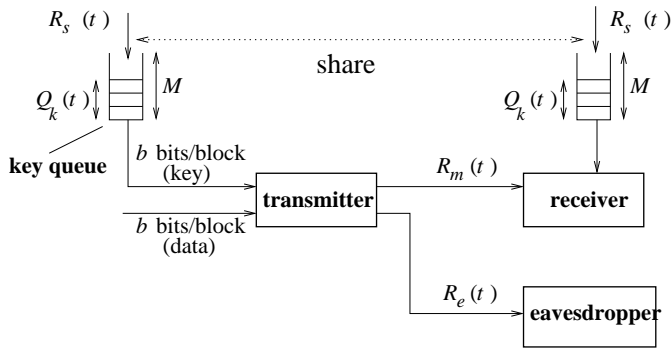 R_s (t)
R_s (t)
share
M
Q_k (t)
M
Q_k (t)
key queue
b bits/block
(key)
R_m (t)
transmitter
receiver
b bits/block
(data)
R_e (t)
eavesdropper